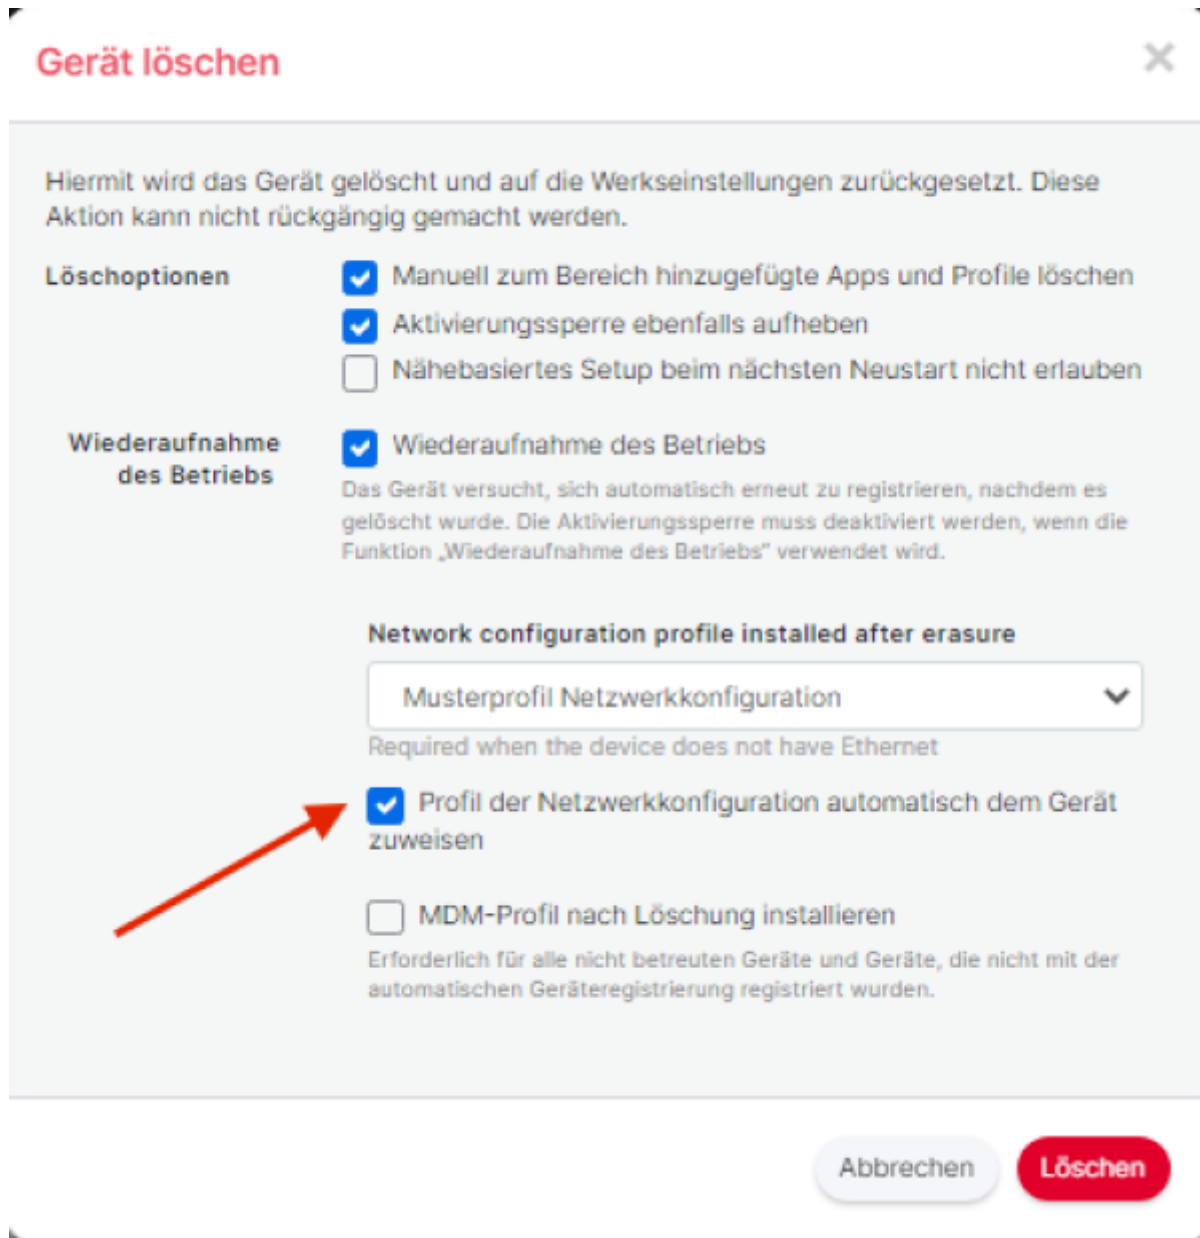 Gerät löschen
Hiermit wird das Gerät gelöscht und auf die Werkseinstellungen zurückgesetzt. Diese
Aktion kann nicht rückgängig gemacht werden.
Löschoptionen
Manuell zum Bereich hinzugefügte Apps und Profile löschen
Aktivierungssperre ebenfalls aufheben
Nähebasiertes Setup beim nächsten Neustart nicht erlauben
Wiederaufnahme
des Betriebs
Wiederaufnahme des Betriebs
Das Gerät versucht, sich automatisch erneut zu registrieren, nachdem es
gelöscht wurde. Die Aktivierungssperre muss deaktiviert werden, wenn die
Funktion „Wiederaufnahme des Betriebs" verwendet wird.
Network configuration profile installed after erasure
Musterprofil Netzwerkkonfiguration
Required when the device does not have Ethernet
Profil der Netzwerkkonfiguration automatisch dem Gerät
zuweisen
MDM-Profil nach Löschung installieren
Erforderlich für alle nicht betreuten Geräte und Geräte, die nicht mit der
automatischen Geräteregistrierung registriert wurden.
Abbrechen
Löschen